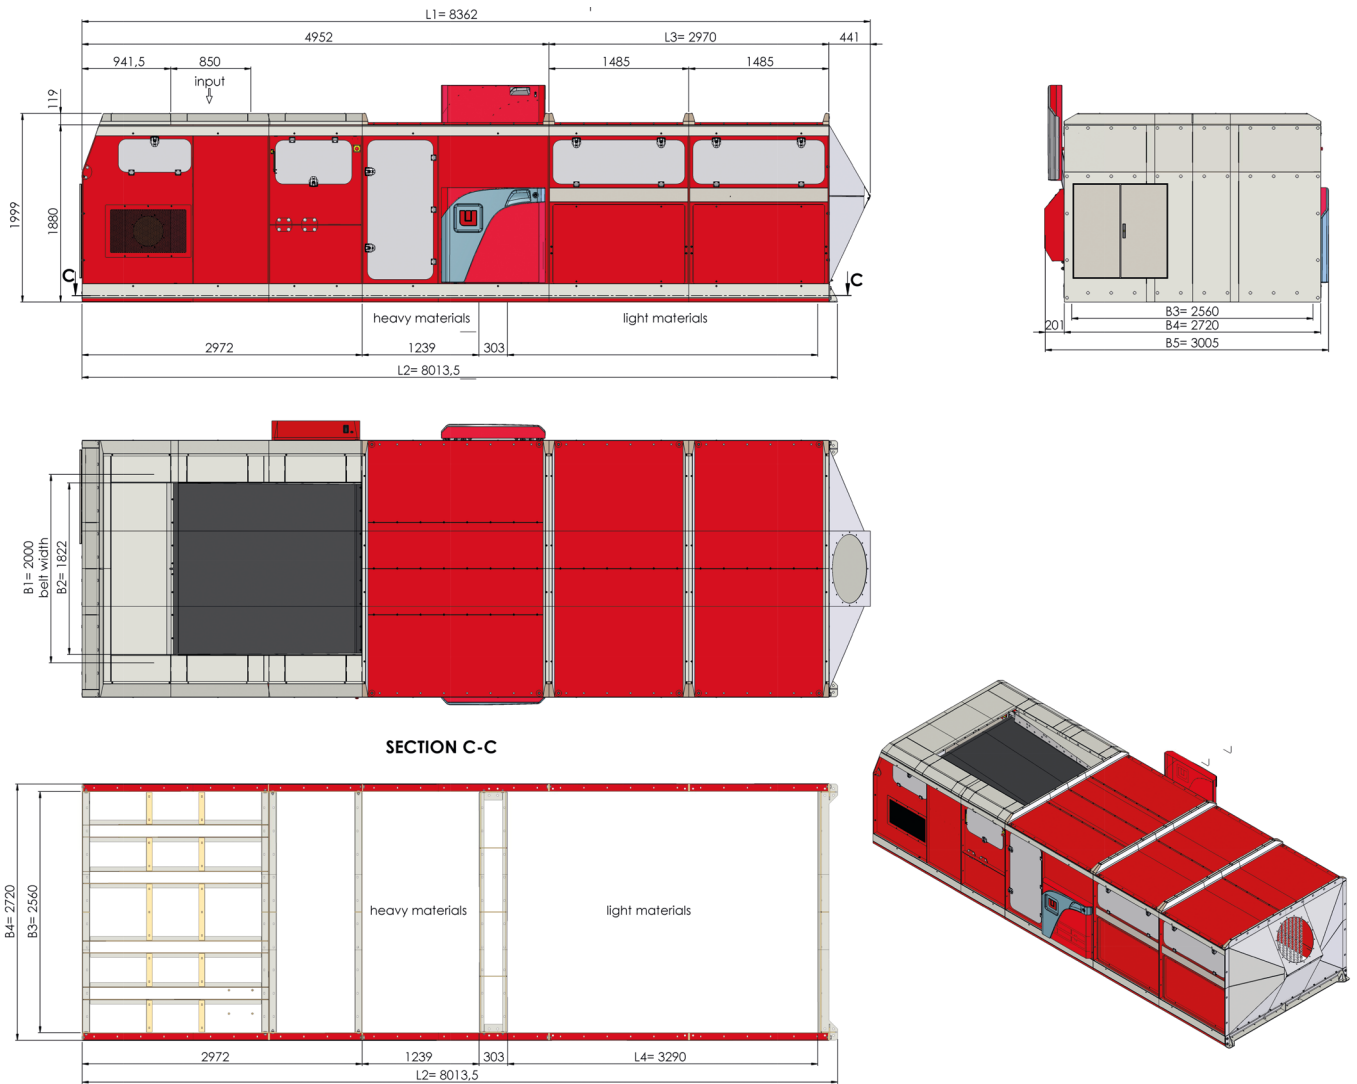 L1= 8362
4952
L3= 2970
441
941,5
850
1485
1485
input
119
1999
1880
C
C
heavy materials
light materials
2972
1239
303
L2= 8013,5
B3= 2560
201
B4= 2720
B5= 3005
B1= 2000
belt width
B2= 1822
SECTION C-C
B4= 2720
B3= 2560
heavy materials
light materials
2972
1239
303
L4= 3290
L2= 8013,5